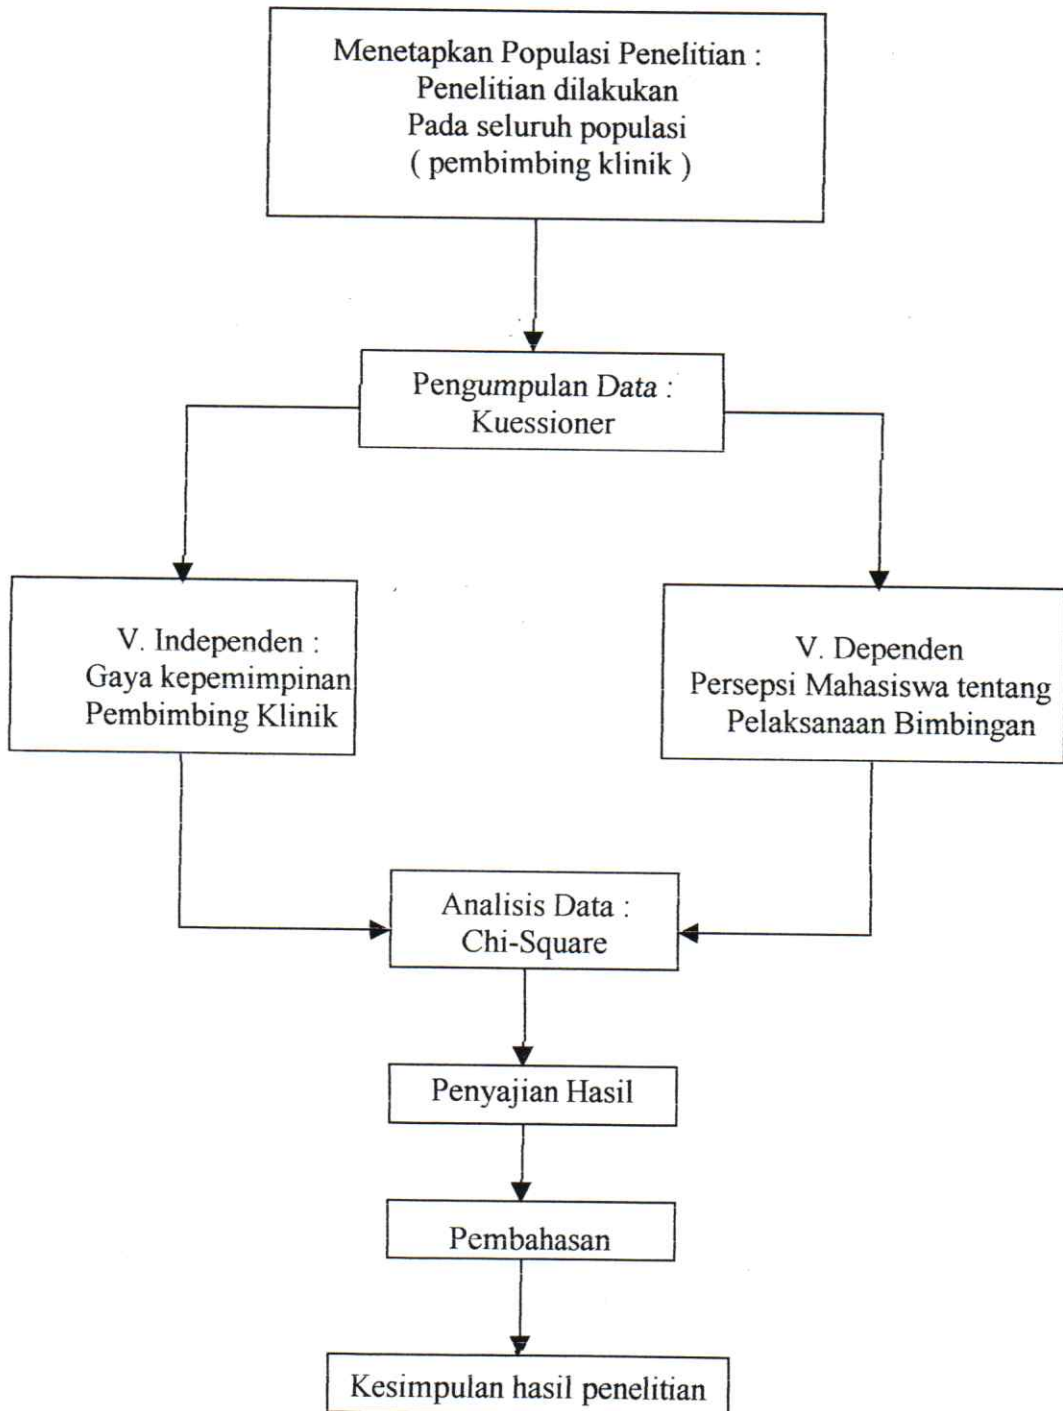 Menetapkan Populasi Penelitian :
Penelitian dilakukan
Pada seluruh populasi
( pembimbing klinik )
Pengumpulan Data :
Kuessioner
V. Independen :
Gaya kepemimpinan
Pembimbing Klinik
V. Dependen
Persepsi Mahasiswa tentang
Pelaksanaan Bimbingan
Analisis Data :
Chi-Square
Penyajian Hasil
Pembahasan
Kesimpulan hasil penelitian